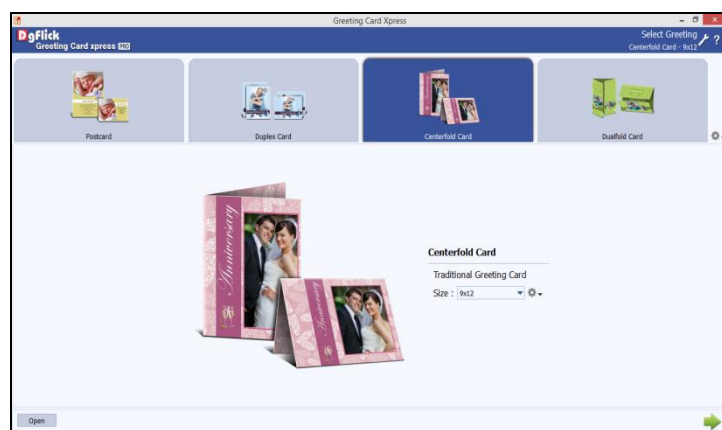 Greeting Card Xpress
DgFlick
Greeting Card xpress PRO
Select Greeting
Centerfold Card - 9x12
?
Postcard
Duplex Card
Centerfold Card
Dualfold Card
Anniversary
Anniversary
Centerfold Card
Traditional Greeting Card
Size : 9x12
Open